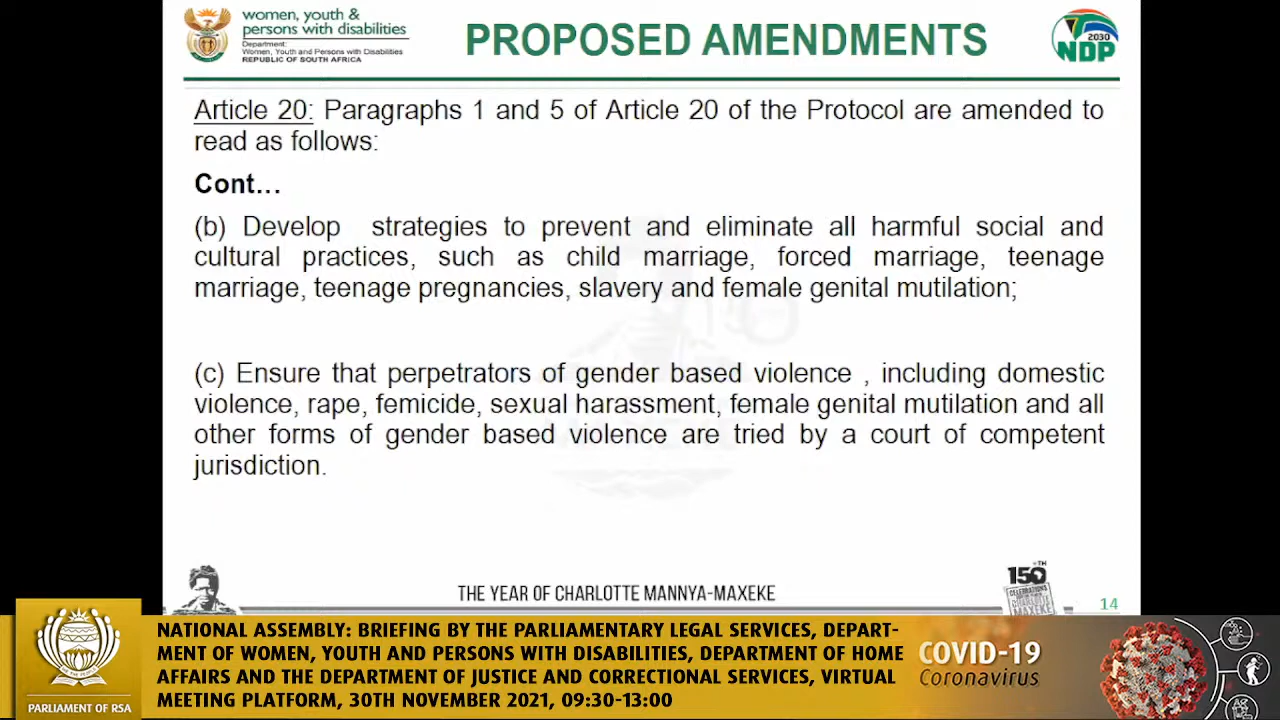 women, youth &
persons with disabilities
Department:
Women, Youth and Persons with Disabilities
REPUBLIC OF SOUTH AFRICA
PROPOSED AMENDMENTS
2030
NDP
Article 20: Paragraphs 1 and 5 of Article 20 of the Protocol are amended to
read as follows:
Cont...
(b) Develop strategies to prevent and eliminate all harmful social and
cultural practices, such as child marriage, forced marriage, teenage
marriage, teenage pregnancies, slavery and female genital mutilation;
(c) Ensure that perpetrators of gender based violence , including domestic
violence, rape, femicide, sexual harassment, female genital mutilation and all
other forms of gender based violence are tried by a court of competent
jurisdiction.
THE YEAR OF CHARLOTTE MANNYA-MAXEKE
150TH
CELEBRATIONS
MAXEKE
14
NATIONAL ASSEMBLY: BRIEFING BY THE PARLIAMENTARY LEGAL SERVICES, DEPART-
MENT OF WOMEN, YOUTH AND PERSONS WITH DISABILITIES, DEPARTMENT OF HOME
AFFAIRS AND THE DEPARTMENT OF JUSTICE AND CORRECTIONAL SERVICES, VIRTUAL
MEETING PLATFORM, 30TH NOVEMBER 2021, 09:30-13:00
PARLIAMENT OF RSA
COVID-19
Coronavirus